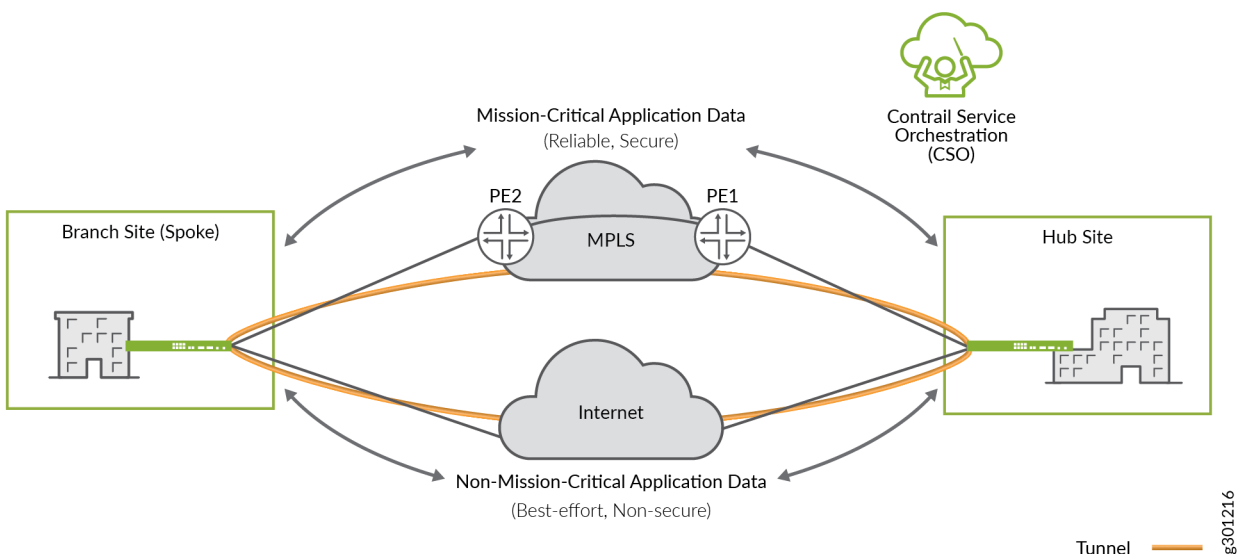 Contrail Service
Orchestration
(CSO)
Mission-Critical Application Data
(Reliable, Secure)
PE2
PE1
Branch Site (Spoke)
MPLS
Hub Site
Internet
Non-Mission-Critical Application Data
(Best-effort, Non-secure)
Tunnel
g301216